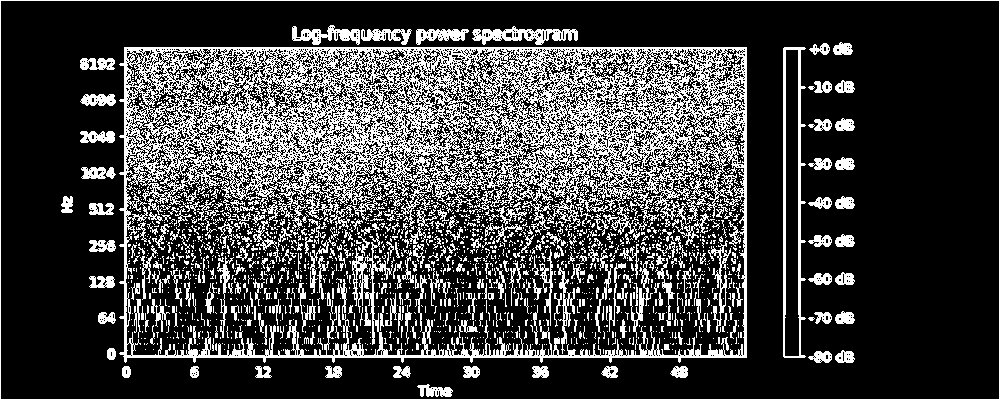 Log-frequency power spectrogram
Hz
8192
4096
2048
1024
512
256
128
64
0
0 6 12 18 24 30 36 42 48
Time
+0 dB
-10 dB
-20 dB
-30 dB
-40 dB
-50 dB
-60 dB
-70 dB
-80 dB